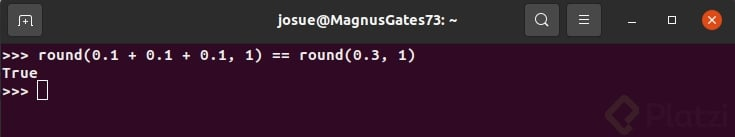 josue@MagnusGates73: ~
>>> round(0.1 + 0.1 + 0.1, 1) == round(0.3, 1)
True
>>>
Platzi